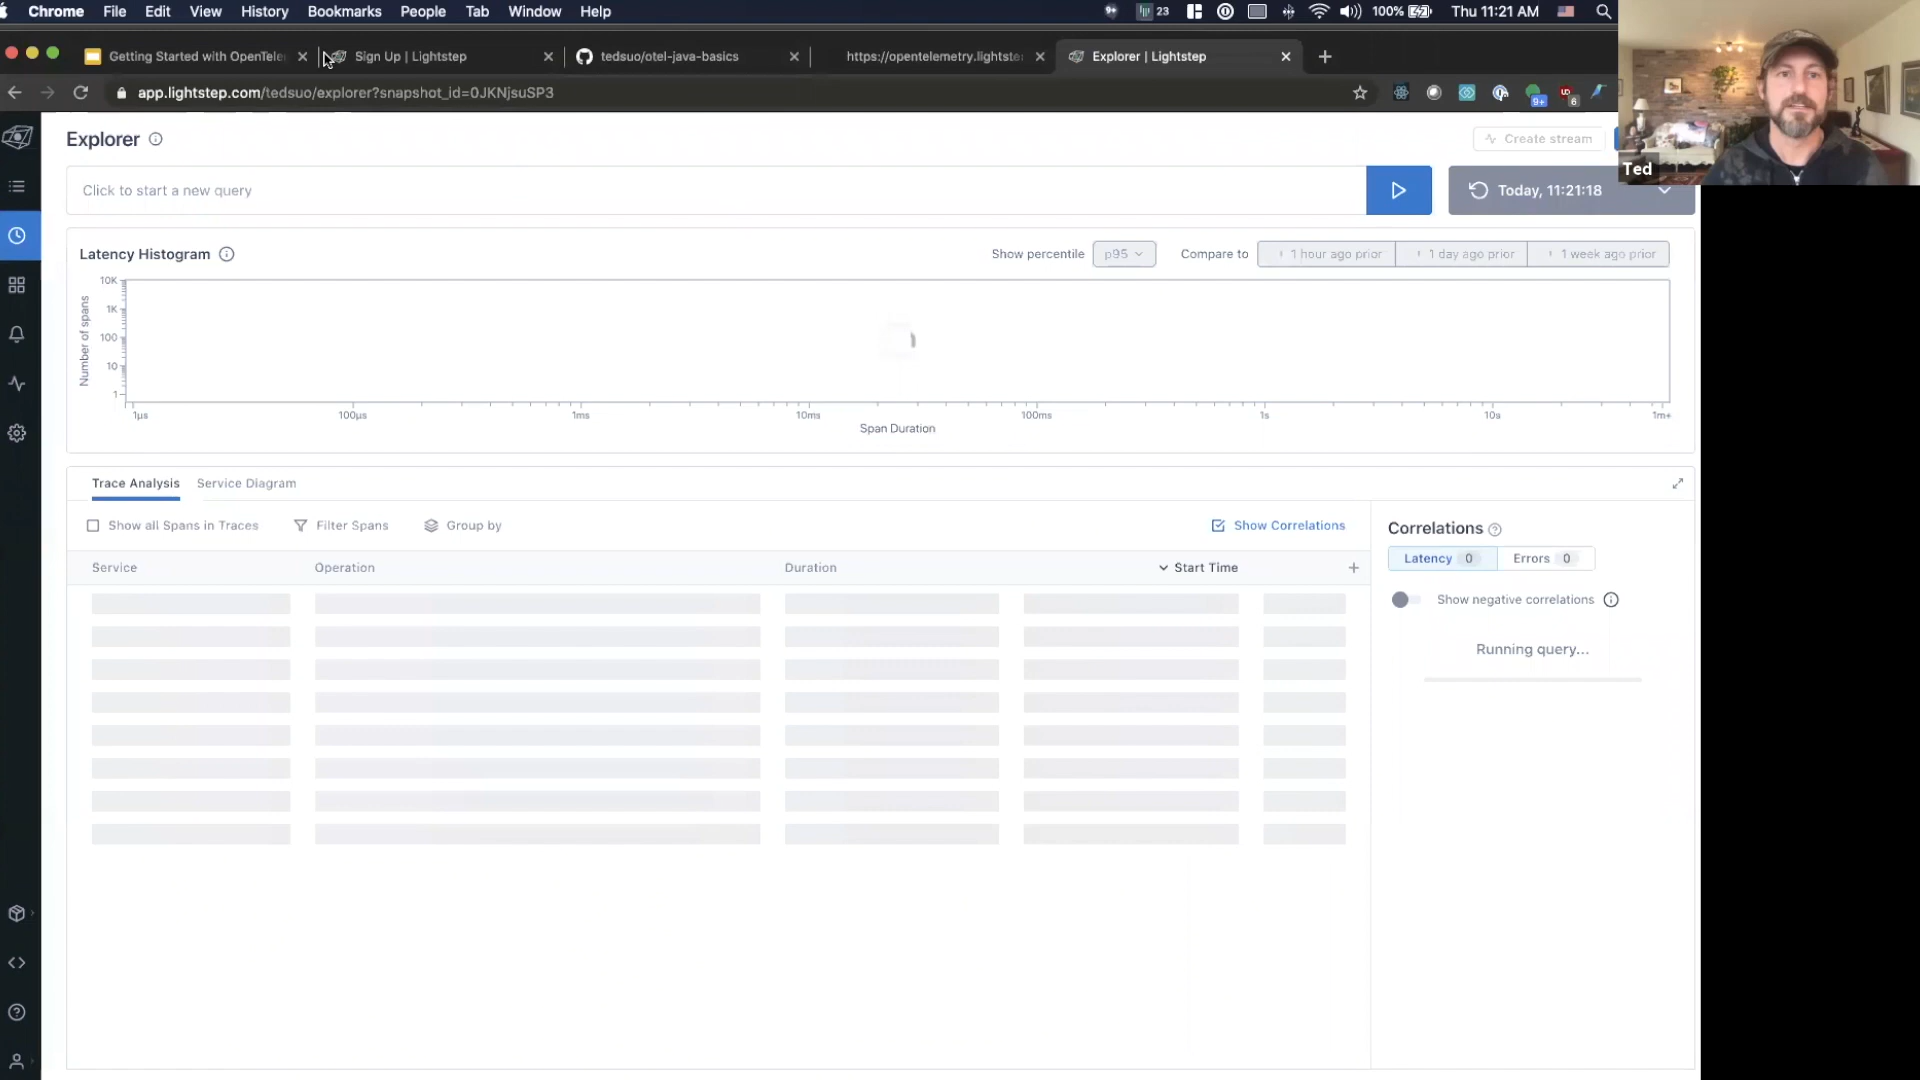 Chrome File Edit View History Bookmarks People Tab Window Help 9+ 23 100% Thu 11:21 AM
Getting Started with OpenTele
Sign Up | Lightstep
tedsuo/otel-java-basics
https://opentelemetry.lightste
Explorer | Lightstep
app.lightstep.com/tedsuo/explorer?snapshot_id=0JKNjsuSP3
9+
6
Explorer
Create stream
Ted
Click to start a new query
Today, 11:21:18
Latency Histogram
Show percentile p95 Compare to 1 hour ago prior 1 day ago prior 1 week ago prior
Number of spans
10K
1K
100
10
1
1µs 100µs 1ms 10ms 100ms 1s 10s 1m+
Span Duration
Trace Analysis Service Diagram
Show all Spans in Traces Filter Spans Group by Show Correlations
Service Operation Duration Start Time
Correlations
Latency 0 Errors 0
Show negative correlations
Running query...